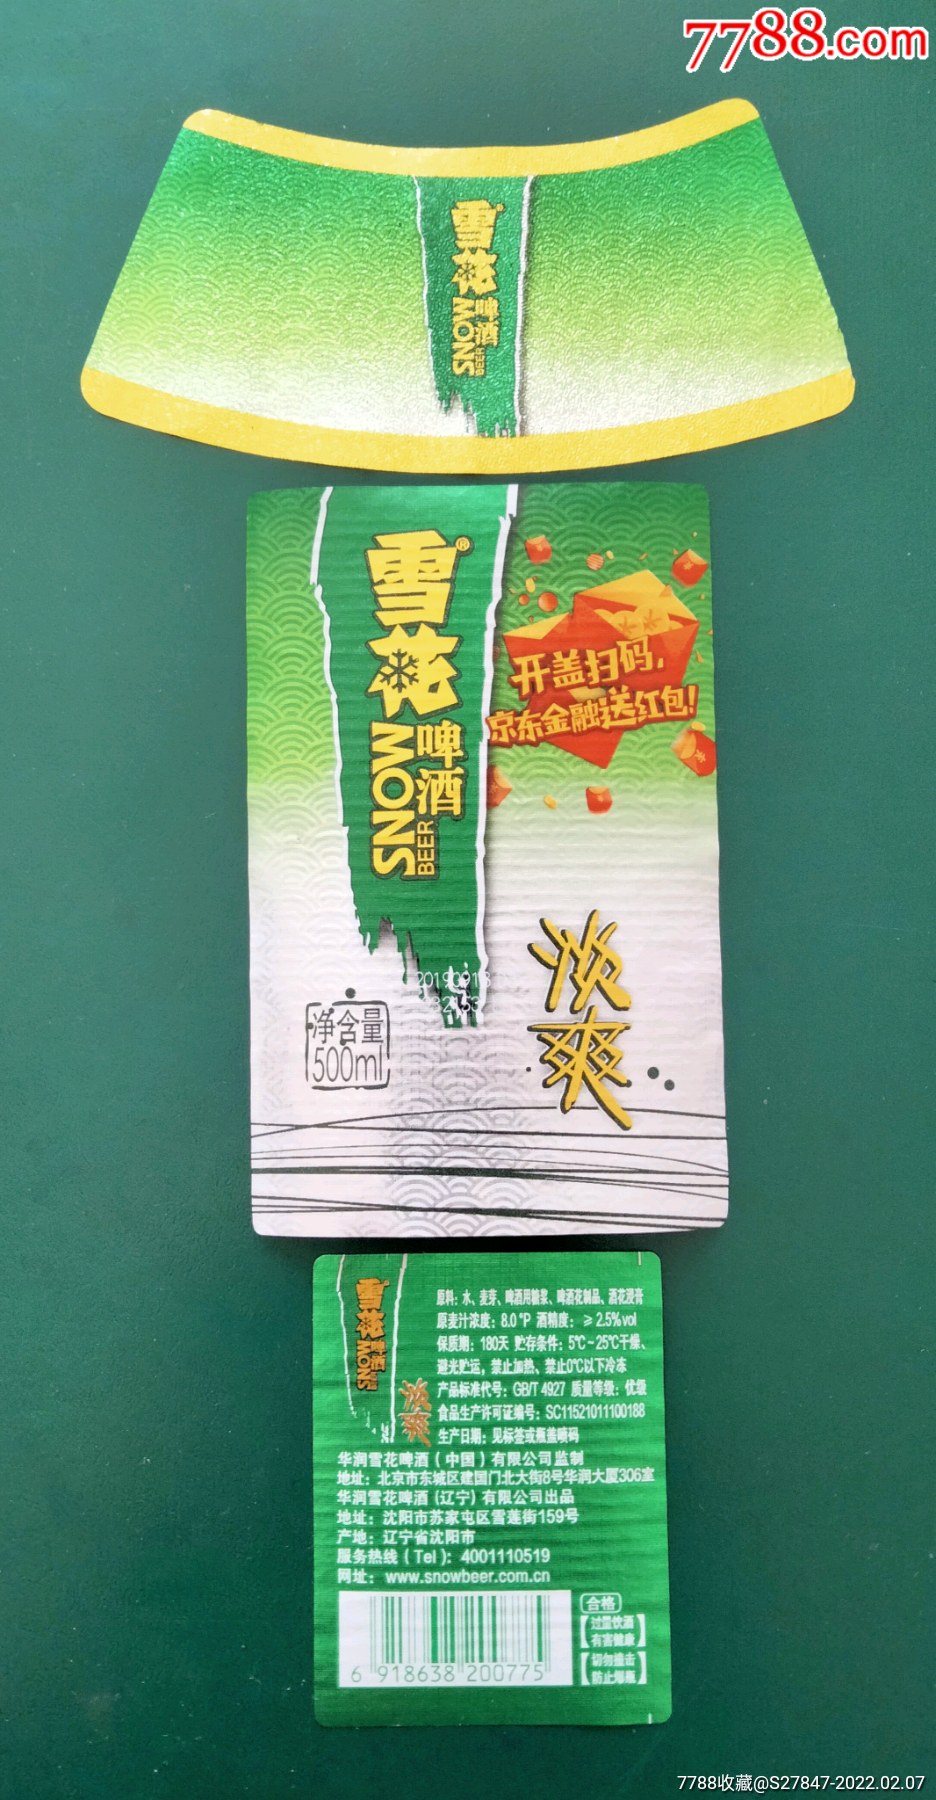 7788.com
雪花®
啤酒
SNOW
BEER
雪花®
啤酒
SNOW
BEER
开盖扫码，
京东金融送红包！
淡爽
净含量
500ml
雪花
啤酒
SNOW
淡爽
原料：水、麦芽、啤酒用糖浆、啤酒花制品、酒花浸膏
原麦汁浓度：8.0°P 酒精度：≥2.5%vol
保质期：180天 贮存条件：5℃~25℃干燥、
避光贮运，禁止加热、禁止0℃以下冷冻
产品标准代号：GB/T 4927 质量等级：优级
食品生产许可证编号：SC11521011100188
生产日期：见标签或瓶盖喷码
华润雪花啤酒（中国）有限公司监制
地址：北京市东城区建国门北大街8号华润大厦306室
华润雪花啤酒（辽宁）有限公司出品
地址：沈阳市苏家屯区雪莲街159号
产地：辽宁省沈阳市
服务热线（Tel）：4001110519
网址：www.snowbeer.com.cn
6 918638 200775
合格
【过量饮酒
有害健康】
【切勿撞击
防止爆瓶】
7788收藏@S27847-2022.02.07